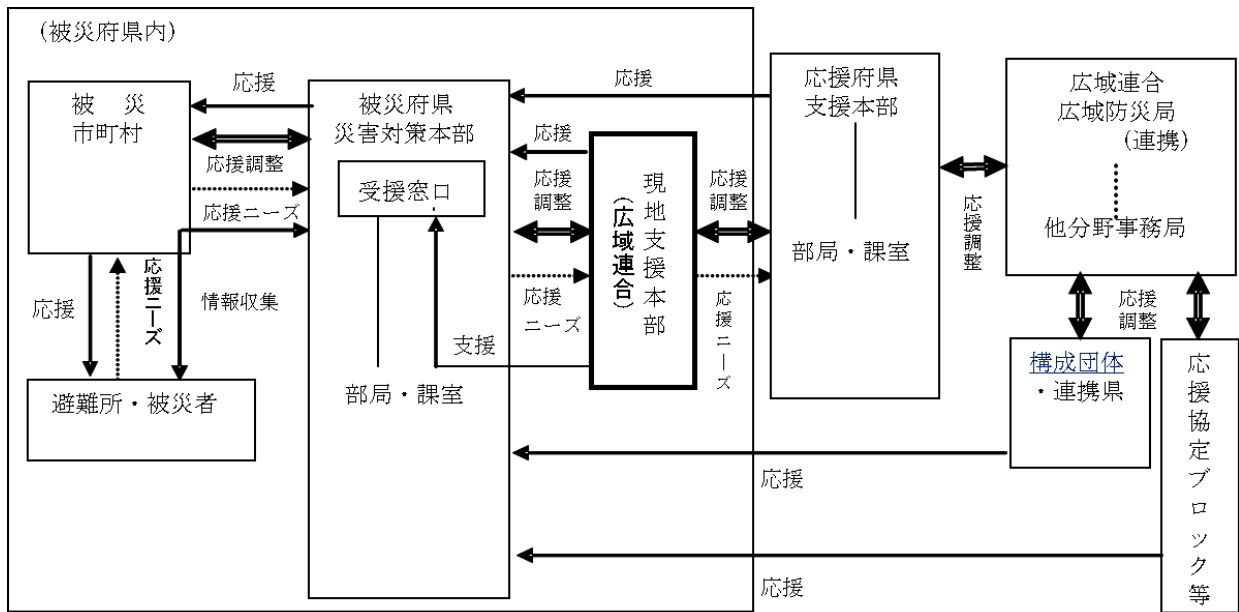 (被災府県内)
被　災
市町村
応援
応援調整
応援ニーズ
応援
応援ニーズ
情報収集
避難所・被災者
被災府県
災害対策本部
受援窓口
部局・課室
応援
応援
応援
調整
応援
ニーズ
支援
現地支援本部
(広域連合)
応援
調整
応援ニーズ
応援府県
支援本部
部局・課室
応援調整
広域連合
広域防災局
(連携)
他分野事務局
応援
調整
構成団体
・連携県
応援協定ブロック等
応援
応援